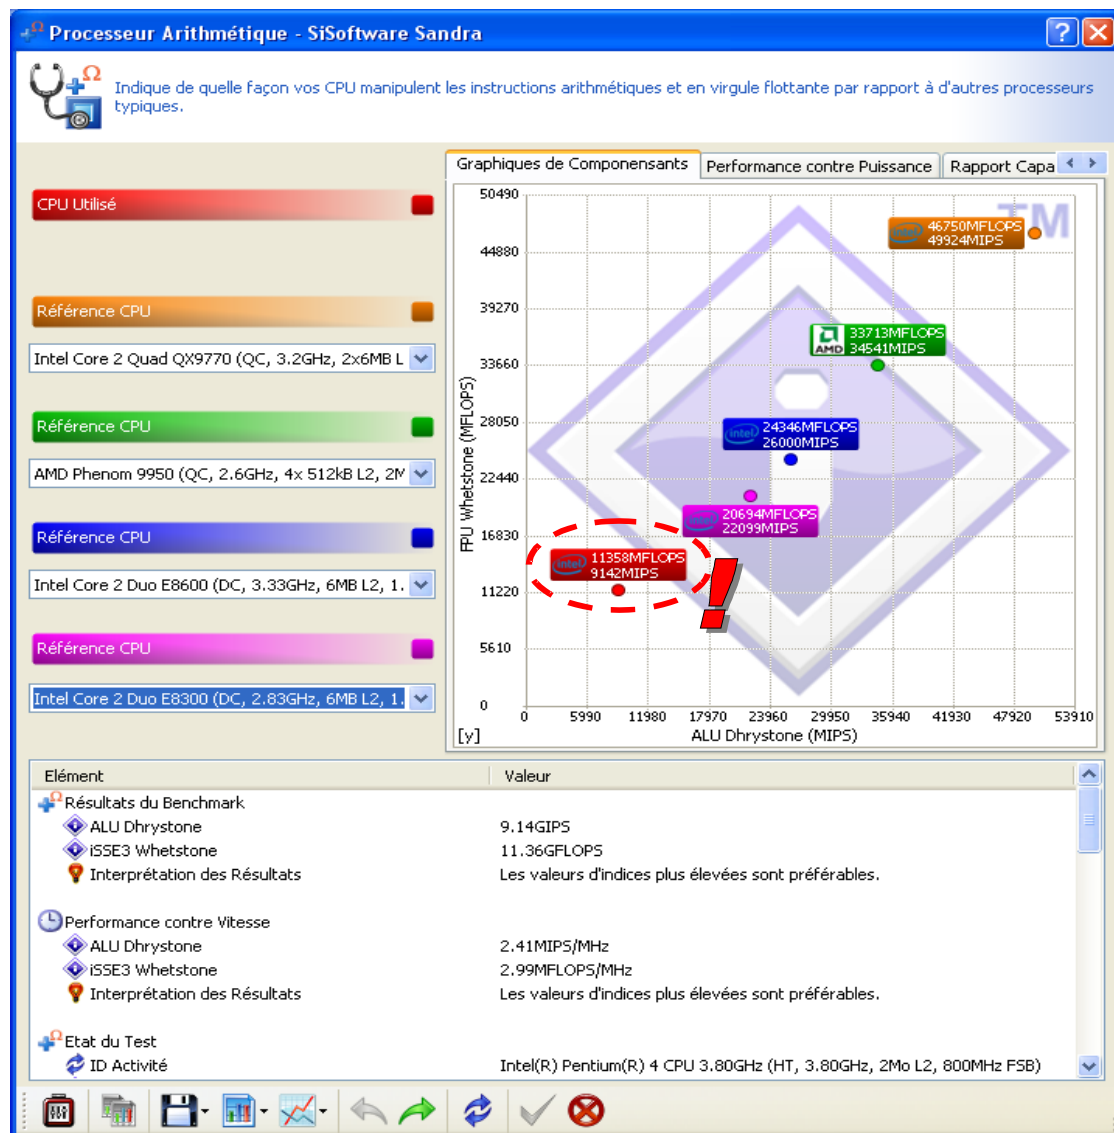 Processeur Arithmétique - SiSoftware Sandra
Indique de quelle façon vos CPU manipulent les instructions arithmétiques et en virgule flottante par rapport à d'autres processeurs
typiques.
CPU Utilisé
Référence CPU
Intel Core 2 Quad QX9770 (QC, 3.2GHz, 2x6MB L
Référence CPU
AMD Phenom 9950 (QC, 2.6GHz, 4x 512kB L2, 2M
Référence CPU
Intel Core 2 Duo E8600 (DC, 3.33GHz, 6MB L2, 1.
Référence CPU
Intel Core 2 Duo E8300 (DC, 2.83GHz, 6MB L2, 1.
Graphiques de Componensants
Performance contre Puissance
Rapport Capa
50490
44880
39270
33660
28050
22440
16830
11220
5610
0
FPU Whetstone (MFLOPS)
TM
intel
46750MFLOPS
49924MIPS
AMD
33713MFLOPS
34541MIPS
intel
24346MFLOPS
26000MIPS
intel
20694MFLOPS
22099MIPS
intel
11358MFLOPS
9142MIPS
!
0 5990 11980 17970 23960 29950 35940 41930 47920 53910
[y]
ALU Dhrystone (MIPS)
Elément Valeur
Résultats du Benchmark
ALU Dhrystone 9.14GIPS
iSSE3 Whetstone 11.36GFLOPS
Interprétation des Résultats Les valeurs d'indices plus élevées sont préférables.
Performance contre Vitesse
ALU Dhrystone 2.41MIPS/MHz
iSSE3 Whetstone 2.99MFLOPS/MHz
Interprétation des Résultats Les valeurs d'indices plus élevées sont préférables.
Etat du Test
ID Activité Intel(R) Pentium(R) 4 CPU 3.80GHz (HT, 3.80GHz, 2Mo L2, 800MHz FSB)